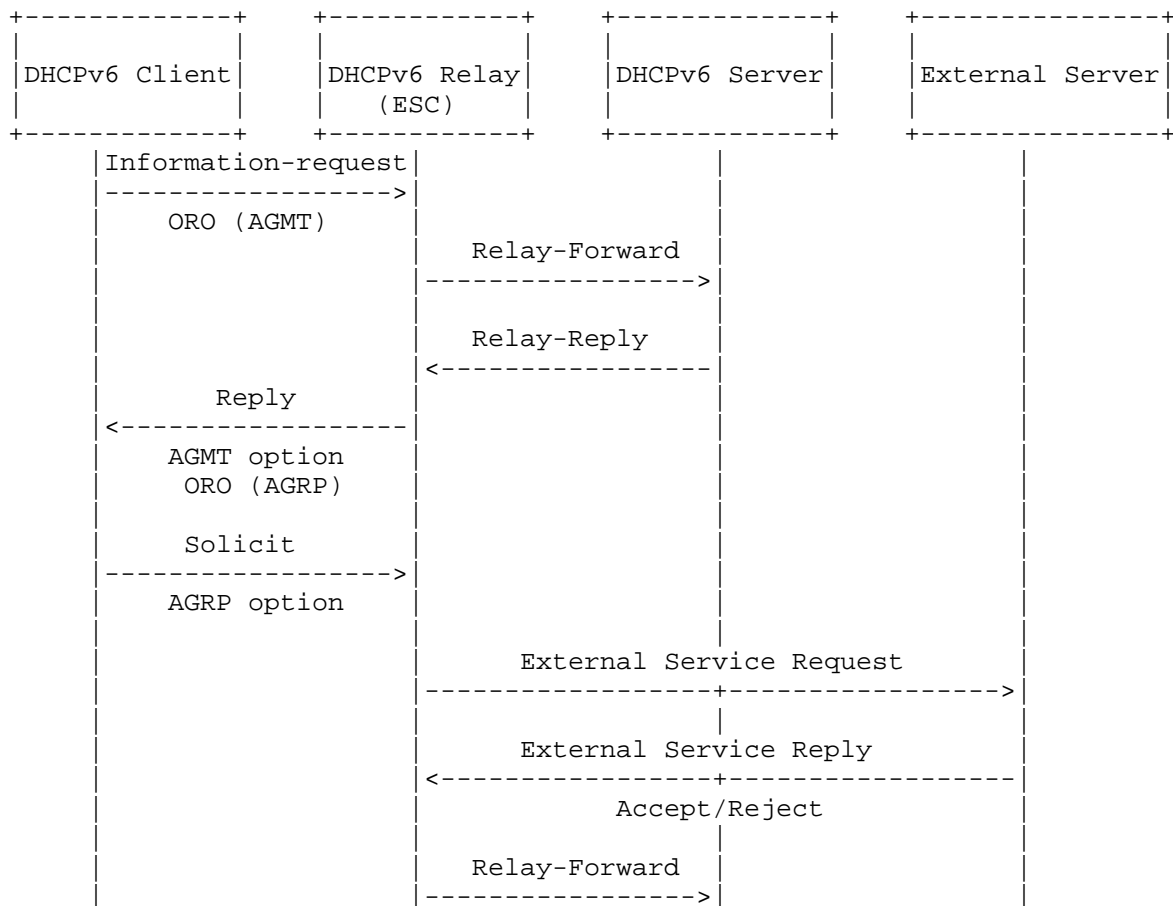 DHCPv6 Client DHCPv6 Relay DHCPv6 Server External Server
(ESC)
Information-request
ORO (AGMT)
Relay-Forward
Relay-Reply
Reply
AGMT option
ORO (AGRP)
Solicit
AGRP option
External Service Request
External Service Reply
Accept/Reject
Relay-Forward